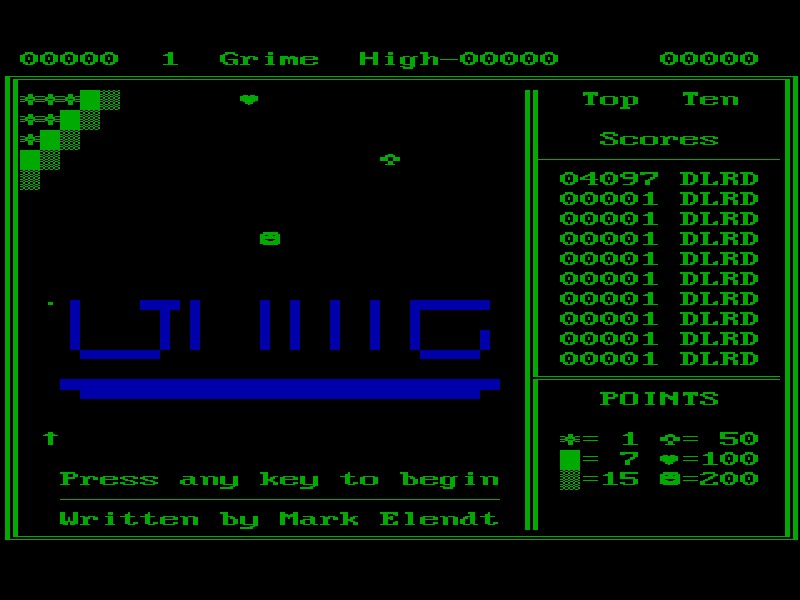 00000 1 Grime High-00000 00000
Top Ten
Scores
04097 DLRD
00001 DLRD
00001 DLRD
00001 DLRD
00001 DLRD
00001 DLRD
00001 DLRD
00001 DLRD
00001 DLRD
00001 DLRD
POINTS
☼= 1 ♣= 50
█= 7 ♥=100
▒=15 ☻=200
↑
Press any key to begin
Written by Mark Elendt